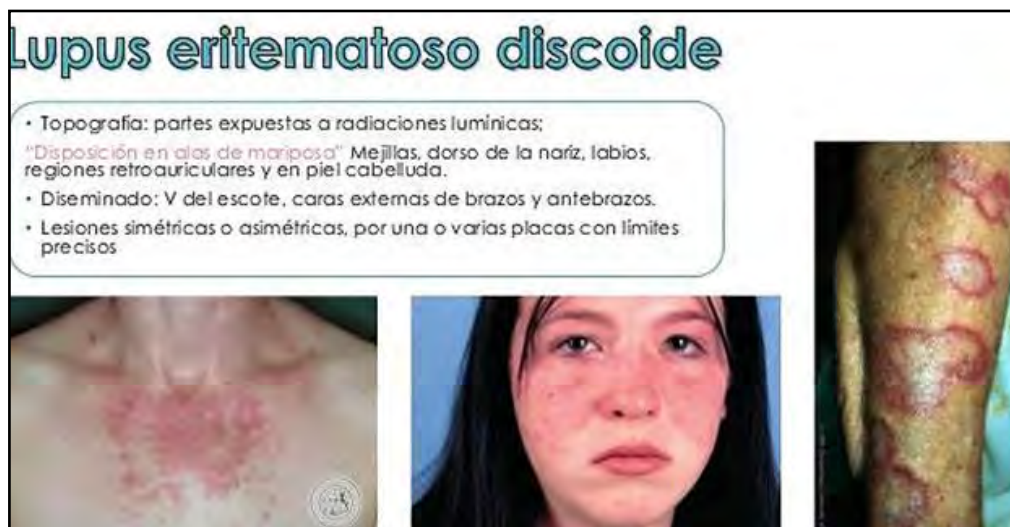 Lupus eritematoso discoide
• Topografía: partes expuestas a radiaciones lumínicas;
"Disposición en alas de mariposa" Mejillas, dorso de la nariz, labios,
regiones retroauriculares y en piel cabelluda.
• Diseminado: V del escote, caras externas de brazos y antebrazos.
• Lesiones simétricas o asimétricas, por una o varias placas con límites
precisos